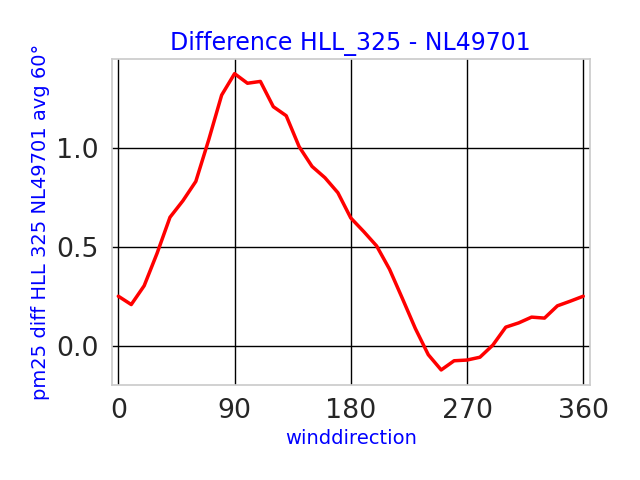 Difference HLL_325 - NL49701
pm25 diff HLL 325 NL49701 avg 60°
1.0
0.5
0.0
0 90 180 270 360
winddirection